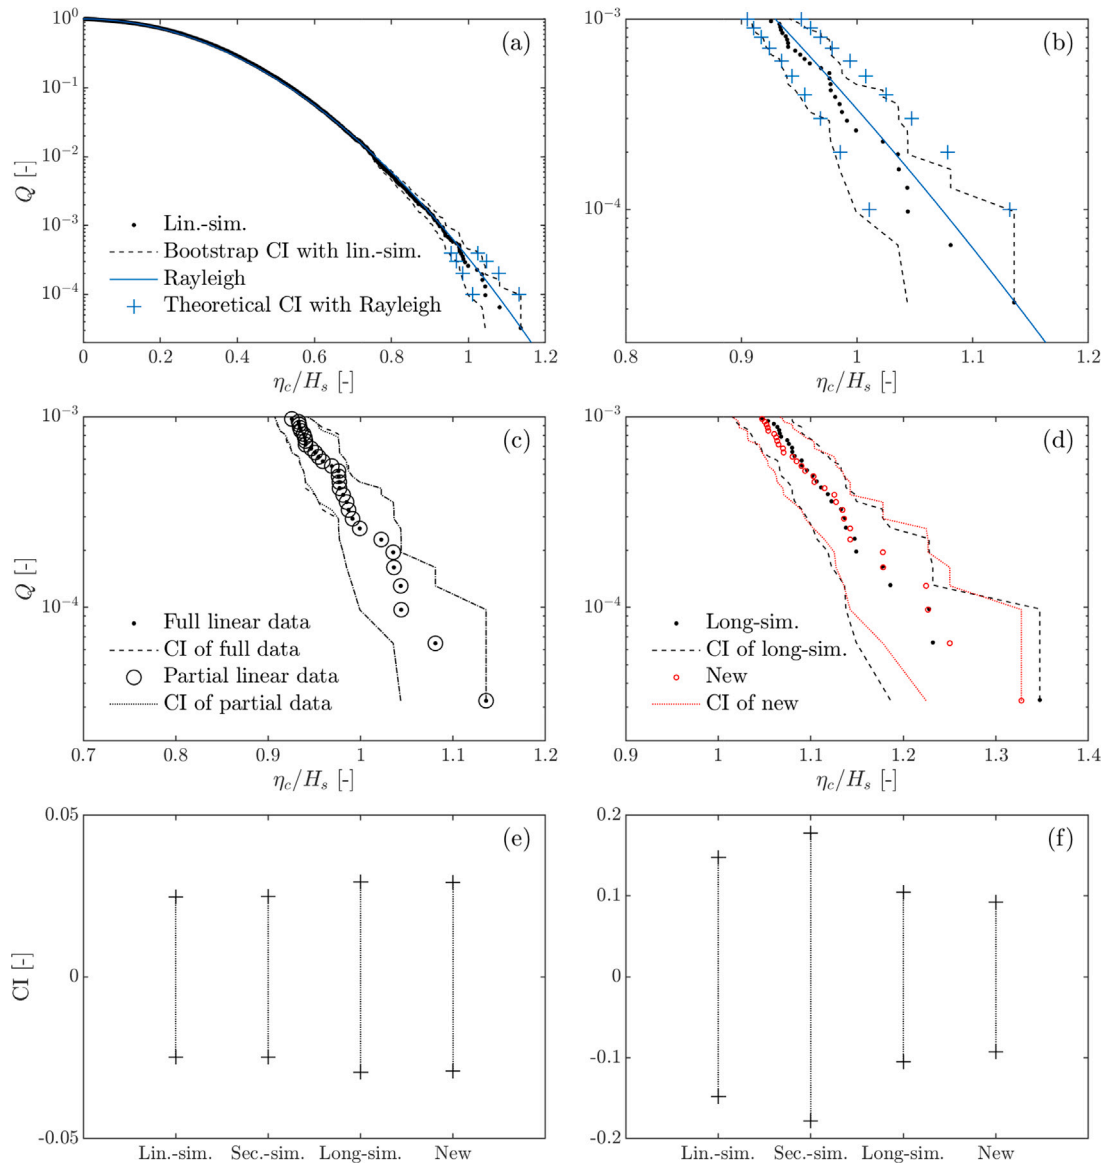 (a)
10⁰
10⁻¹
10⁻²
10⁻³
10⁻⁴
Q [-]
Lin.-sim.
Bootstrap CI with lin.-sim.
Rayleigh
Theoretical CI with Rayleigh
0 0.2 0.4 0.6 0.8 1 1.2
η_c/H_s [-]
(b)
10⁻³
10⁻⁴
0.8 0.9 1 1.1 1.2
η_c/H_s [-]
(c)
10⁻³
10⁻⁴
Q [-]
Full linear data
CI of full data
Partial linear data
CI of partial data
0.7 0.8 0.9 1 1.1 1.2
η_c/H_s [-]
(d)
10⁻³
10⁻⁴
Long-sim.
CI of long-sim.
New
CI of new
0.9 1 1.1 1.2 1.3 1.4
η_c/H_s [-]
(e)
0.05
0
-0.05
CI [-]
Lin.-sim. Sec.-sim. Long-sim. New
(f)
0.2
0.1
0
-0.1
-0.2
Lin.-sim. Sec.-sim. Long-sim. New